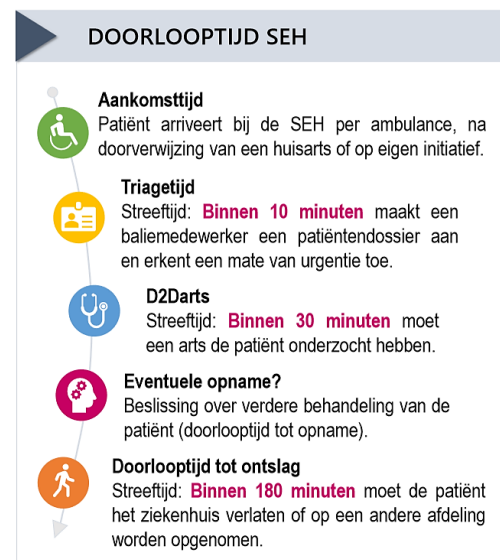 DOORLOOPTIJD SEH
Aankomsttijd
Patiënt arriveert bij de SEH per ambulance, na
doorverwijzing van een huisarts of op eigen initiatief.
Triagetijd
Streeftijd: Binnen 10 minuten maakt een
baliemedewerker een patiëntendossier aan
en erkent een mate van urgentie toe.
D2Darts
Streeftijd: Binnen 30 minuten moet
een arts de patiënt onderzocht hebben.
Eventuele opname?
Beslissing over verdere behandeling van de
patiënt (doorlooptijd tot opname).
Doorlooptijd tot ontslag
Streeftijd: Binnen 180 minuten moet de patiënt
het ziekenhuis verlaten of op een andere afdeling
worden opgenomen.